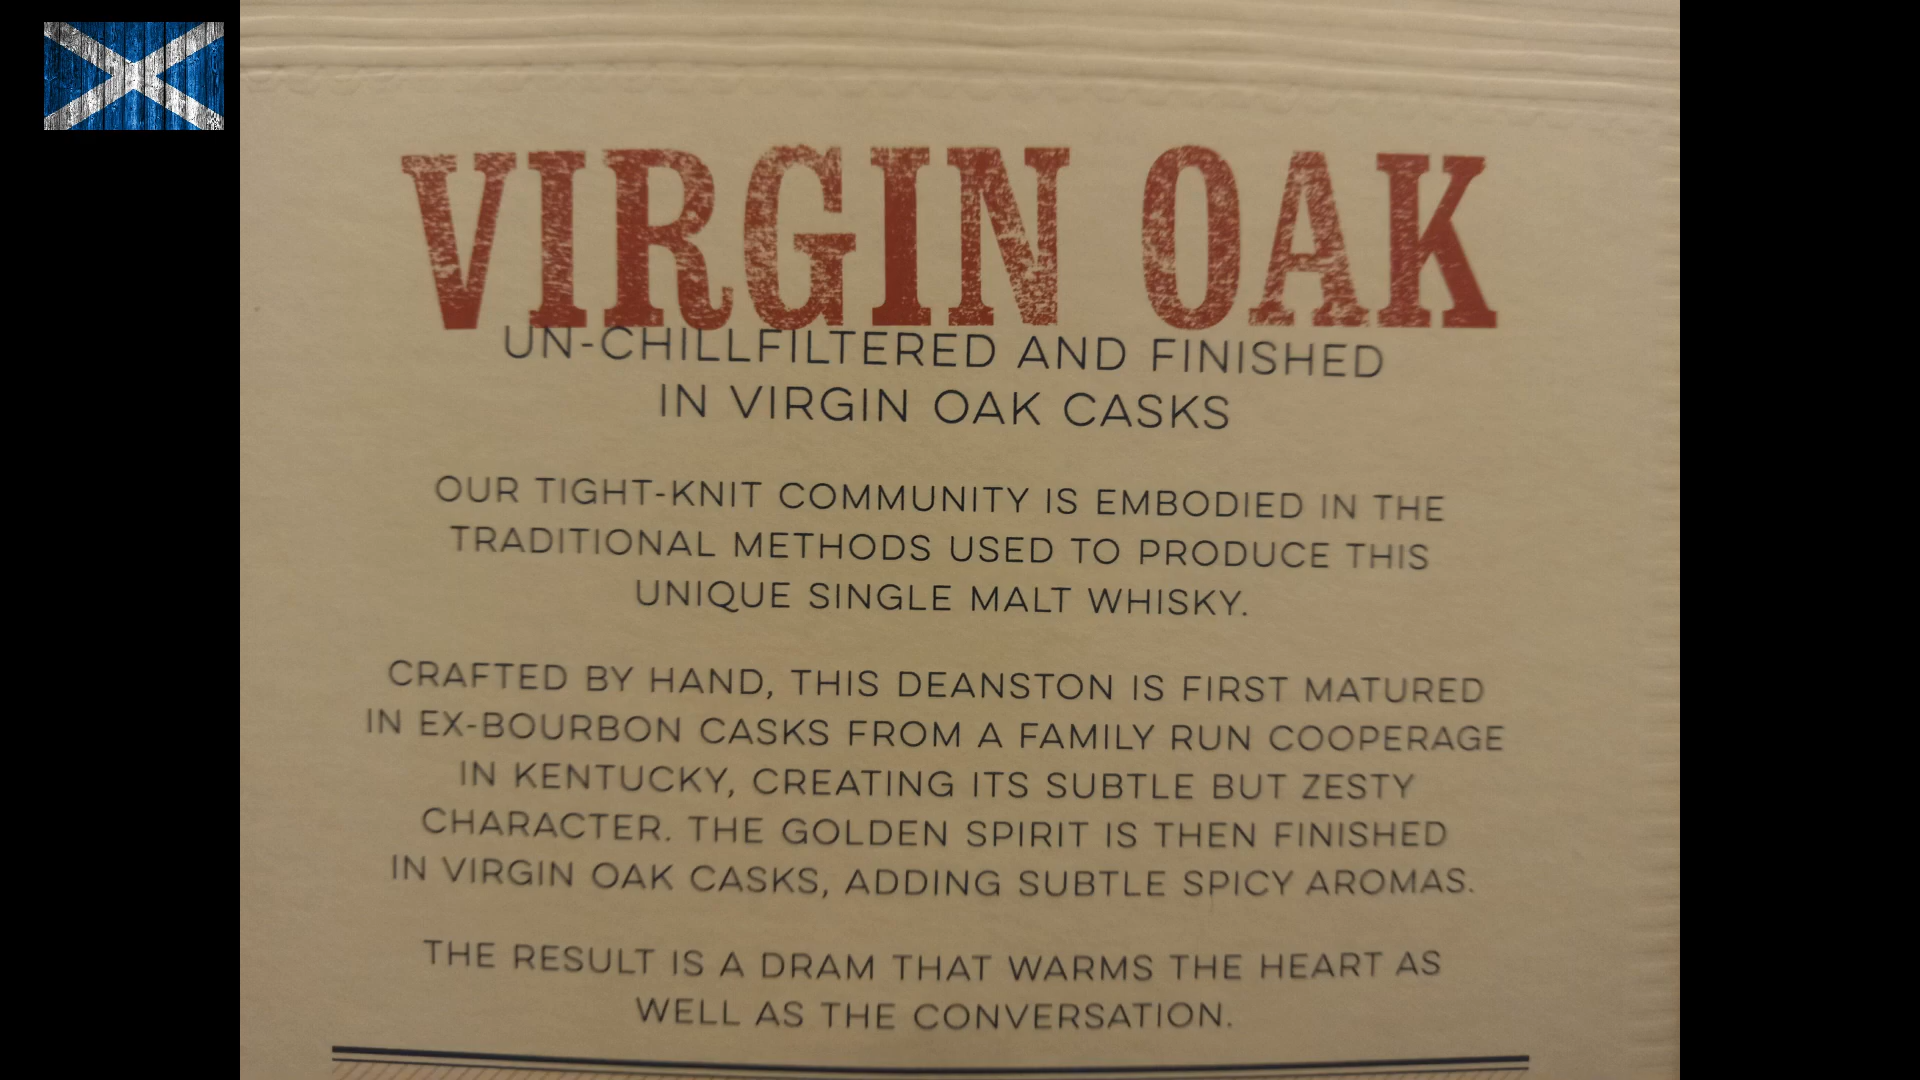 VIRGIN OAK
UN-CHILLFILTERED AND FINISHED
IN VIRGIN OAK CASKS
OUR TIGHT-KNIT COMMUNITY IS EMBODIED IN THE
TRADITIONAL METHODS USED TO PRODUCE THIS
UNIQUE SINGLE MALT WHISKY.
CRAFTED BY HAND, THIS DEANSTON IS FIRST MATURED
IN EX-BOURBON CASKS FROM A FAMILY RUN COOPERAGE
IN KENTUCKY, CREATING ITS SUBTLE BUT ZESTY
CHARACTER. THE GOLDEN SPIRIT IS THEN FINISHED
IN VIRGIN OAK CASKS, ADDING SUBTLE SPICY AROMAS.
THE RESULT IS A DRAM THAT WARMS THE HEART AS
WELL AS THE CONVERSATION.